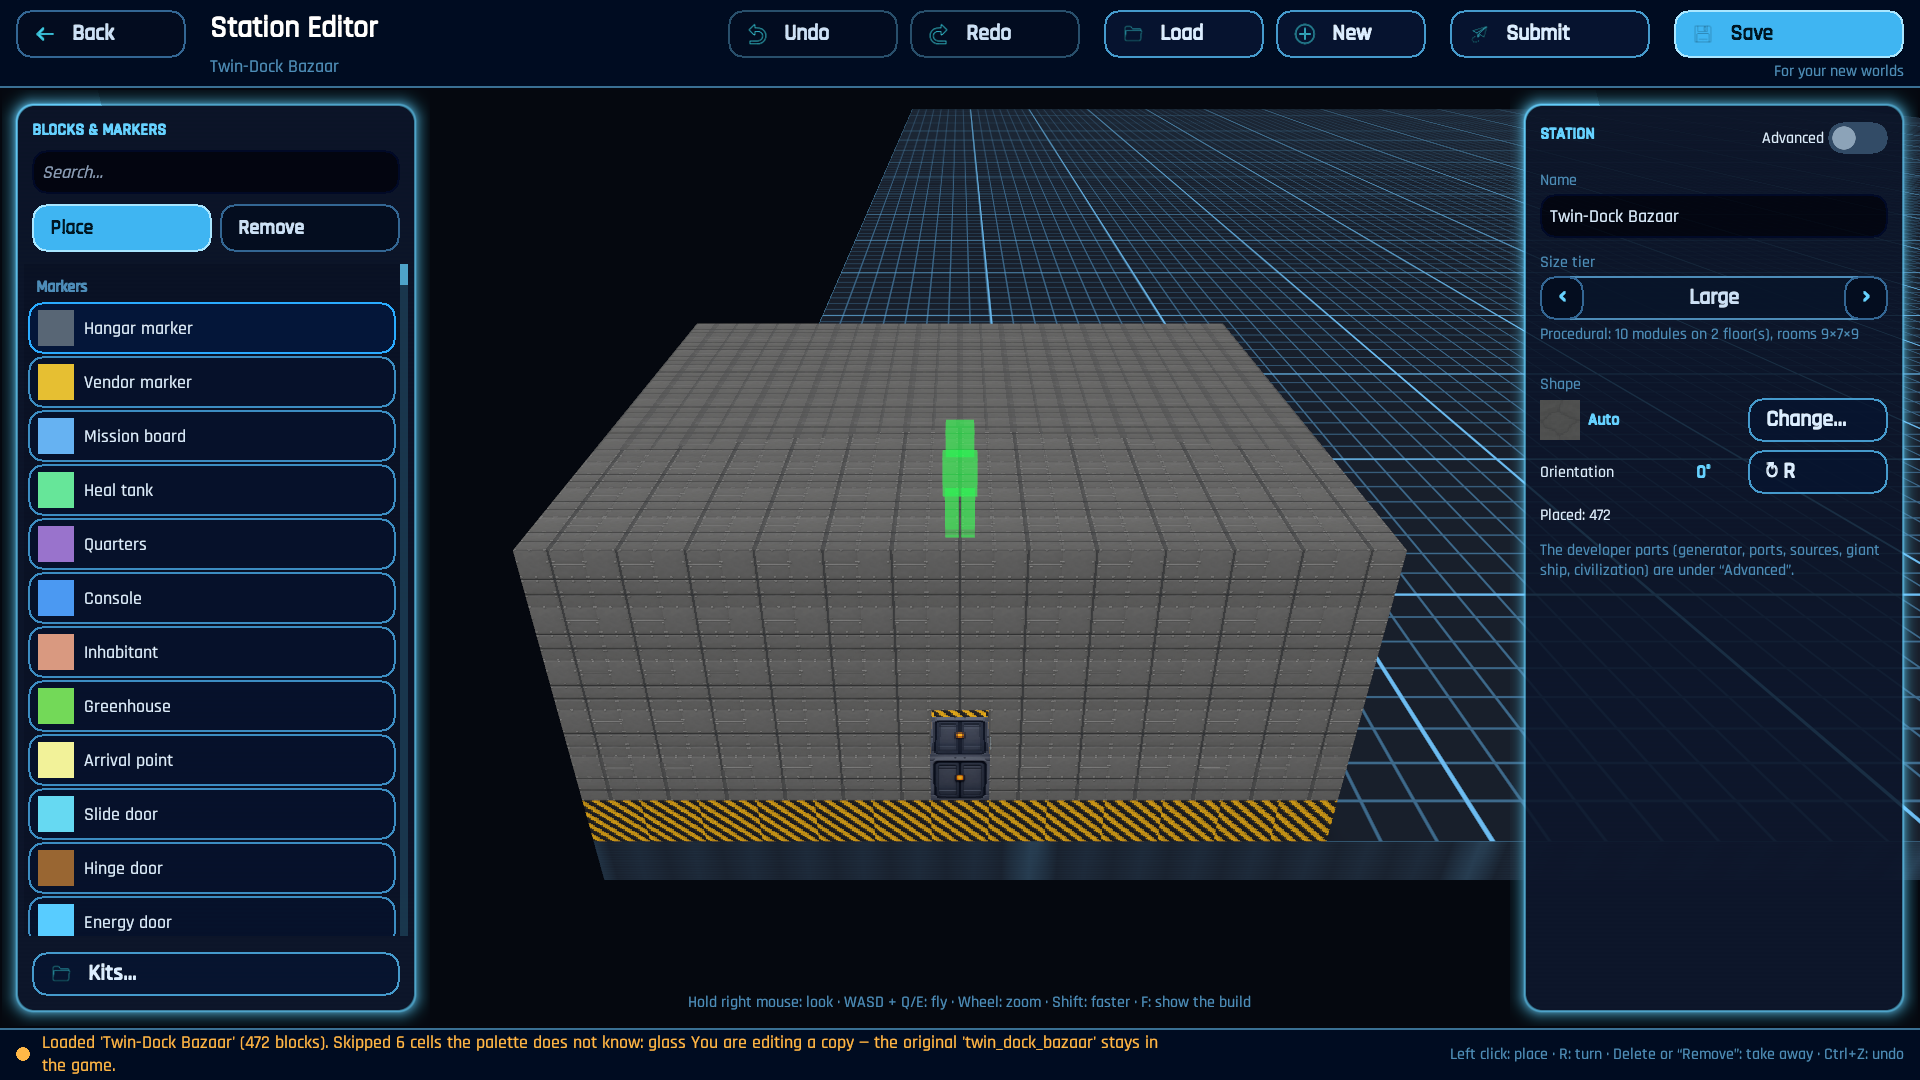 Back
Station Editor
Twin-Dock Bazaar
Undo
Redo
Load
New
Submit
Save
For your new worlds
BLOCKS & MARKERS
Search...
Place
Remove
Markers
Hangar marker
Vendor marker
Mission board
Heal tank
Quarters
Console
Inhabitant
Greenhouse
Arrival point
Slide door
Hinge door
Energy door
Kits...
STATION
Advanced
Name
Twin-Dock Bazaar
Size tier
Large
Procedural: 10 modules on 2 floor(s), rooms 9×7×9
Shape
Auto
Change...
Orientation
0°
↻ R
Placed: 472
The developer parts (generator, ports, sources, giant
ship, civilization) are under “Advanced”.
Hold right mouse: look · WASD + Q/E: fly · Wheel: zoom · Shift: faster · F: show the build
Loaded 'Twin-Dock Bazaar' (472 blocks). Skipped 6 cells the palette does not know: glass You are editing a copy — the original 'twin_dock_bazaar' stays in
the game.
Left click: place · R: turn · Delete or “Remove”: take away · Ctrl+Z: undo